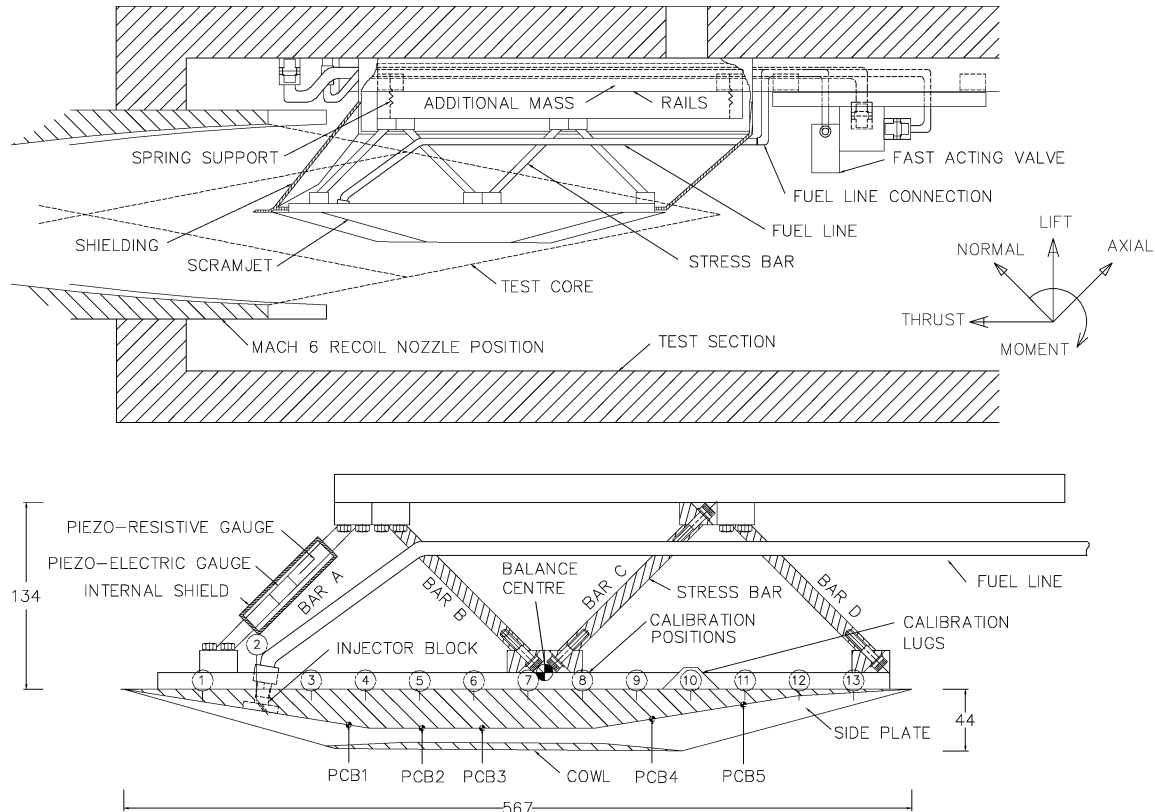 ADDITIONAL MASS
RAILS
SPRING SUPPORT
FAST ACTING VALVE
FUEL LINE CONNECTION
SHIELDING
SCRAMJET
FUEL LINE
STRESS BAR
TEST CORE
LIFT
NORMAL
AXIAL
THRUST
MOMENT
MACH 6 RECOIL NOZZLE POSITION
TEST SECTION
PIEZO-RESISTIVE GAUGE
PIEZO-ELECTRIC GAUGE
INTERNAL SHIELD
BAR A
BAR B
BALANCE
CENTRE
BAR C
STRESS BAR
BAR D
FUEL LINE
134
CALIBRATION
POSITIONS
CALIBRATION
LUGS
INJECTOR BLOCK
1
2
3
4
5
6
7
8
9
10
11
12
13
44
SIDE PLATE
PCB1
PCB2
PCB3
COWL
PCB4
PCB5
567